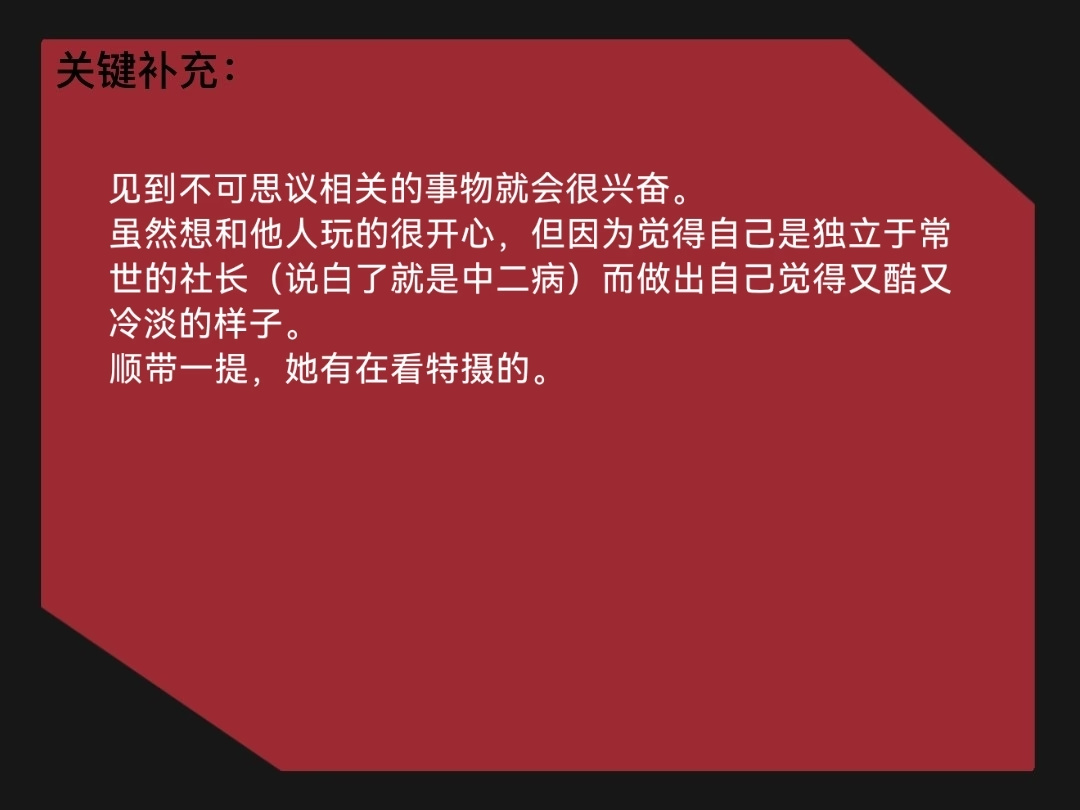 关键补充：
见到不可思议相关的事物就会很兴奋。
虽然想和他人玩的很开心，但因为觉得自己是独立于常
世的社长（说白了就是中二病）而做出自己觉得又酷又
冷淡的样子。
顺带一提，她有在看特摄的。